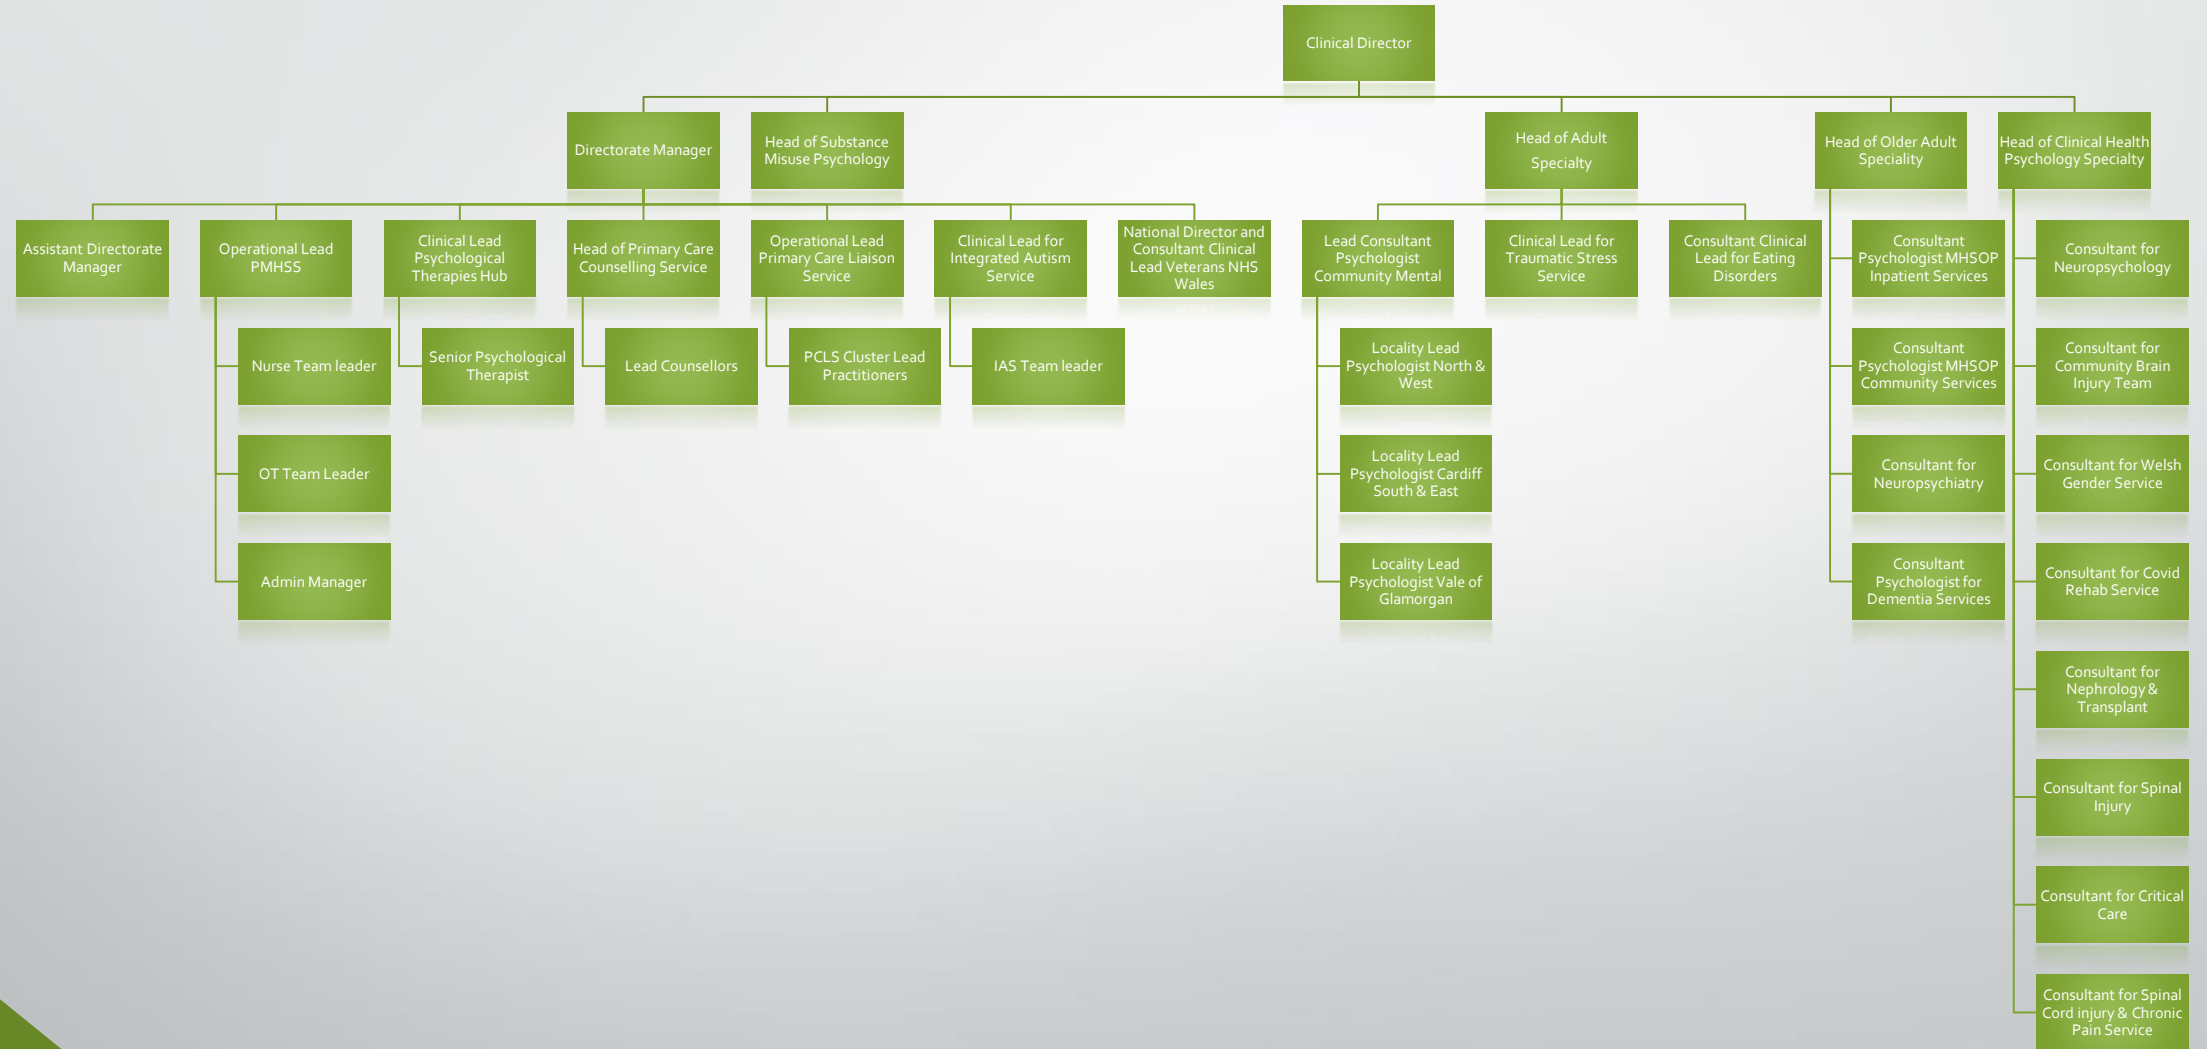 Clinical Director
Directorate Manager
Head of Substance
Misuse Psychology
Head of Adult
Specialty
Head of Older Adult
Speciality
Head of Clinical Health
Psychology Specialty
Assistant Directorate
Manager
Operational Lead
PMHSS
Clinical Lead
Psychological
Therapies Hub
Head of Primary Care
Counselling Service
Operational Lead
Primary Care Liaison
Service
Clinical Lead for
Integrated Autism
Service
National Director and
Consultant Clinical
Lead Veterans NHS
Wales
Lead Consultant
Psychologist
Community Mental
Clinical Lead for
Traumatic Stress
Service
Consultant Clinical
Lead for Eating
Disorders
Consultant
Psychologist MHSOP
Inpatient Services
Consultant for
Neuropsychology
Nurse Team leader
Senior Psychological
Therapist
Lead Counsellors
PCLS Cluster Lead
Practitioners
IAS Team leader
Locality Lead
Psychologist North &
West
Consultant
Psychologist MHSOP
Community Services
Consultant for
Community Brain
Injury Team
OT Team Leader
Locality Lead
Psychologist Cardiff
South & East
Consultant for
Neuropsychiatry
Consultant for Welsh
Gender Service
Admin Manager
Locality Lead
Psychologist Vale of
Glamorgan
Consultant
Psychologist for
Dementia Services
Consultant for Covid
Rehab Service
Consultant for
Nephrology &
Transplant
Consultant for Spinal
Injury
Consultant for Critical
Care
Consultant for Spinal
Cord injury & Chronic
Pain Service